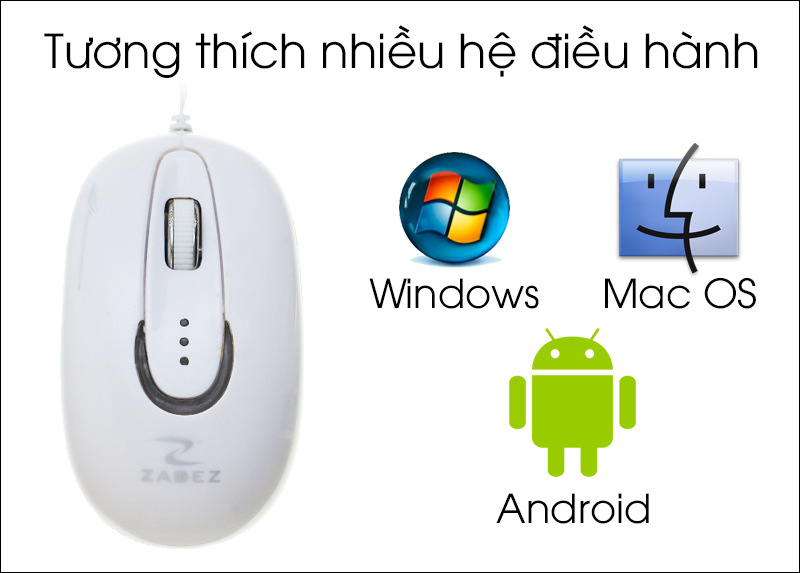 Tương thích nhiều hệ điều hành
Windows
Mac OS
Android
ZADEZ